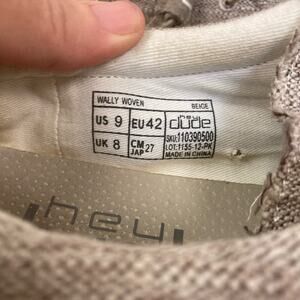 WALLY WOVEN BEIGE
US 9 EU 42 hey dude
SKU:110390500
UK 8 CM JAP 27 LOT:1155-12-PK
MADE IN CHINA
hey